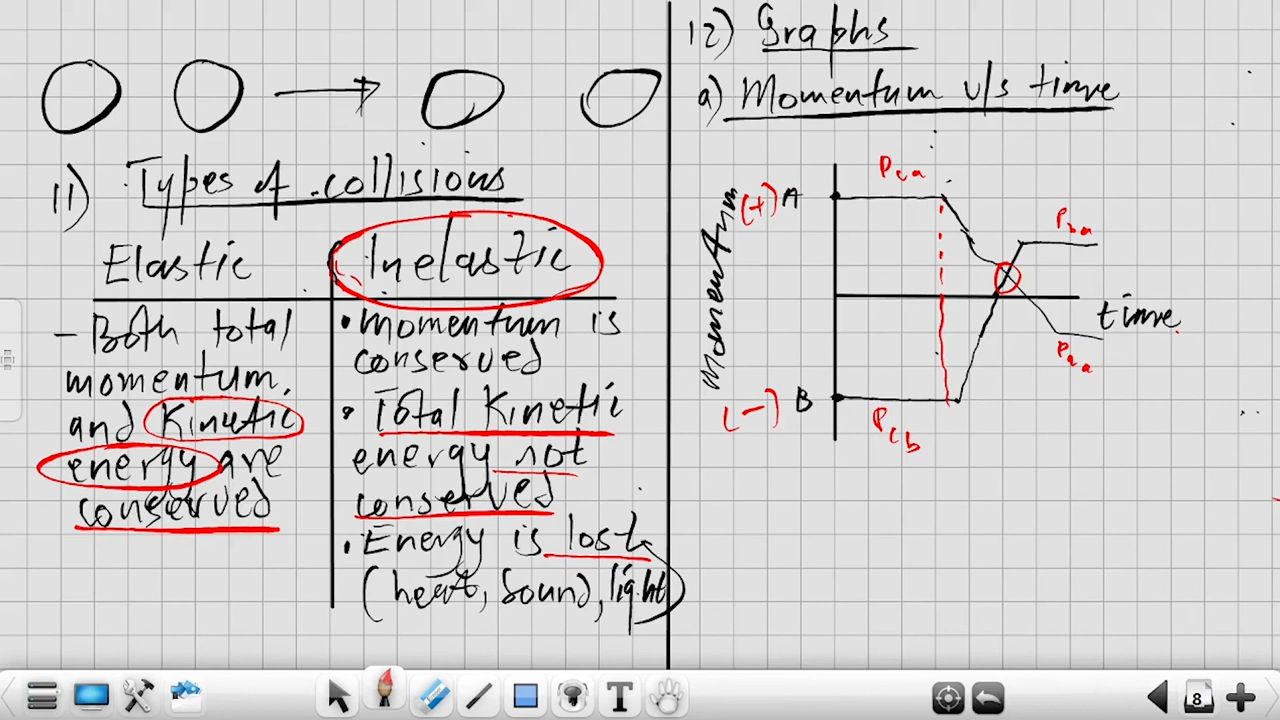 11) Types of collisions
Elastic
- Both total
momentum,
and Kinetic
energy are
conserved
Inelastic
• Momentum is
conserved
• Total Kinetic
energy not
conserved
• Energy is lost
(heat, sound, light)
12) Graphs
a) Momentum v/s time
Momentum
(+) A
(-) B
time
8
T